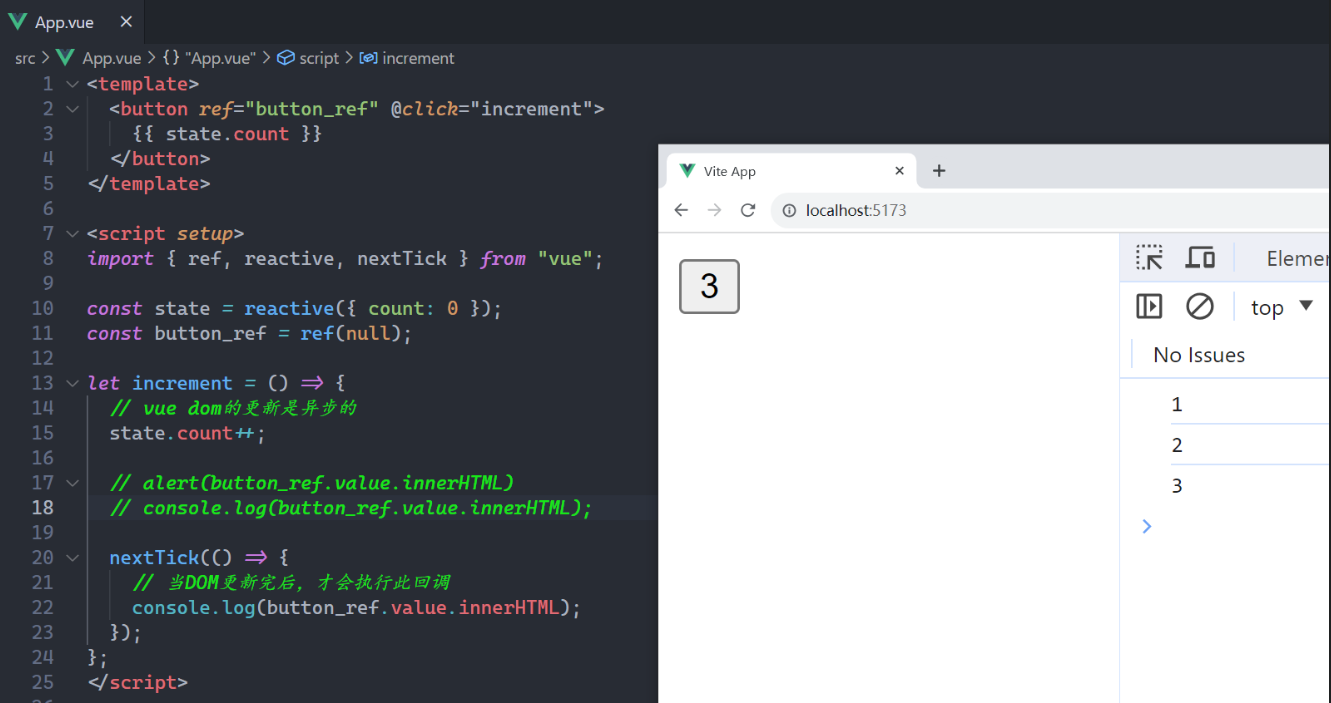 App.vue
src > App.vue > {} "App.vue" > script > increment
1 <template>
2 <button ref="button_ref" @click="increment">
3 {{ state.count }}
4 </button>
5 </template>
6
7 <script setup>
8 import { ref, reactive, nextTick } from "vue";
9
10 const state = reactive({ count: 0 });
11 const button_ref = ref(null);
12
13 let increment = () => {
14 // vue dom的更新是异步的
15 state.count++;
16
17 // alert(button_ref.value.innerHTML)
18 // console.log(button_ref.value.innerHTML);
19
20 nextTick(() => {
21 // 当DOM更新完后，才会执行此回调
22 console.log(button_ref.value.innerHTML);
23 });
24 };
25 </script>
Vite App
localhost:5173
3
Elemen
top
No Issues
1
2
3